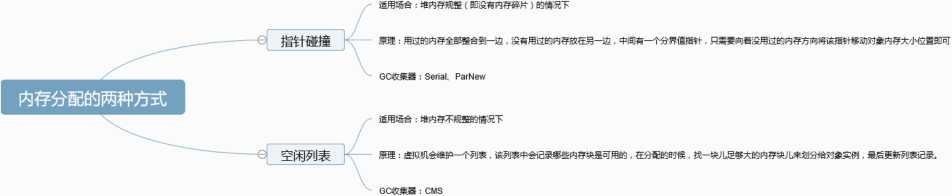 内存分配的两种方式
指针碰撞
适用场合：堆内存规整（即没有内存碎片）的情况下
原理：用过的内存全部整合到一边，没有用过的内存放在另一边，中间有一个分界值指针，只需要向着没用过的内存方向将该指针移动对象内存大小位置即可
GC收集器：Serial、ParNew
空闲列表
适用场合：堆内存不规整的情况下
原理：虚拟机会维护一个列表，该列表中会记录哪些内存块是可用的，在分配的时候，找一块儿足够大的内存块儿来划分给对象实例，最后更新列表记录。
GC收集器：CMS